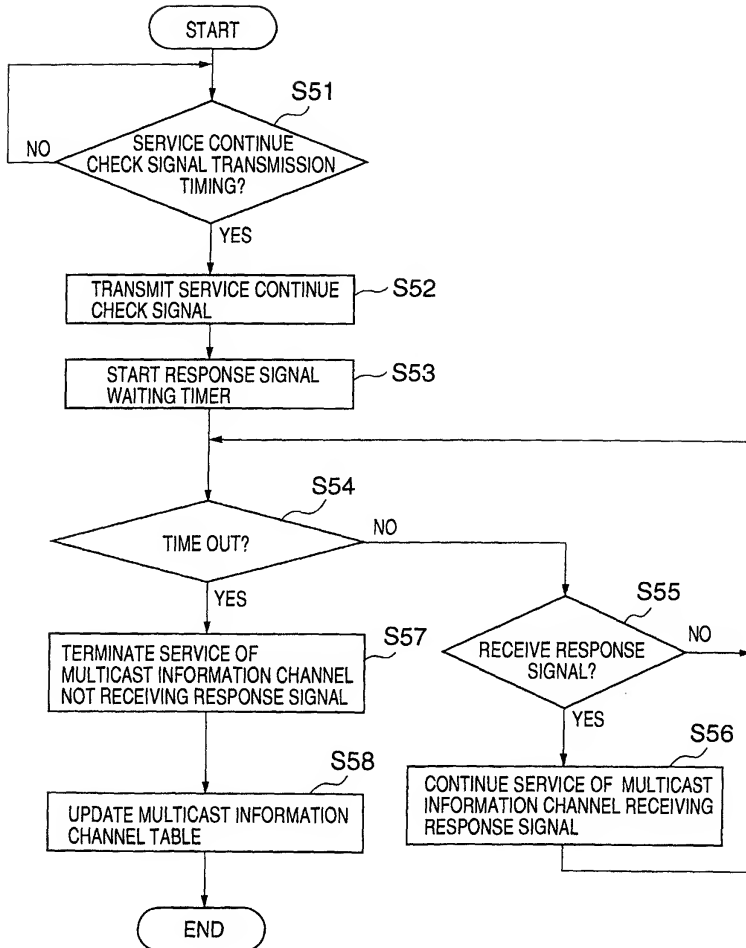 START
S51
SERVICE CONTINUE
CHECK SIGNAL TRANSMISSION
TIMING?
NO
YES
TRANSMIT SERVICE CONTINUE
CHECK SIGNAL
S52
START RESPONSE SIGNAL
WAITING TIMER
S53
S54
TIME OUT?
NO
YES
S55
RECEIVE RESPONSE
SIGNAL?
NO
YES
S57
TERMINATE SERVICE OF
MULTICAST INFORMATION CHANNEL
NOT RECEIVING RESPONSE SIGNAL
S56
CONTINUE SERVICE OF MULTICAST
INFORMATION CHANNEL RECEIVING
RESPONSE SIGNAL
S58
UPDATE MULTICAST INFORMATION
CHANNEL TABLE
END